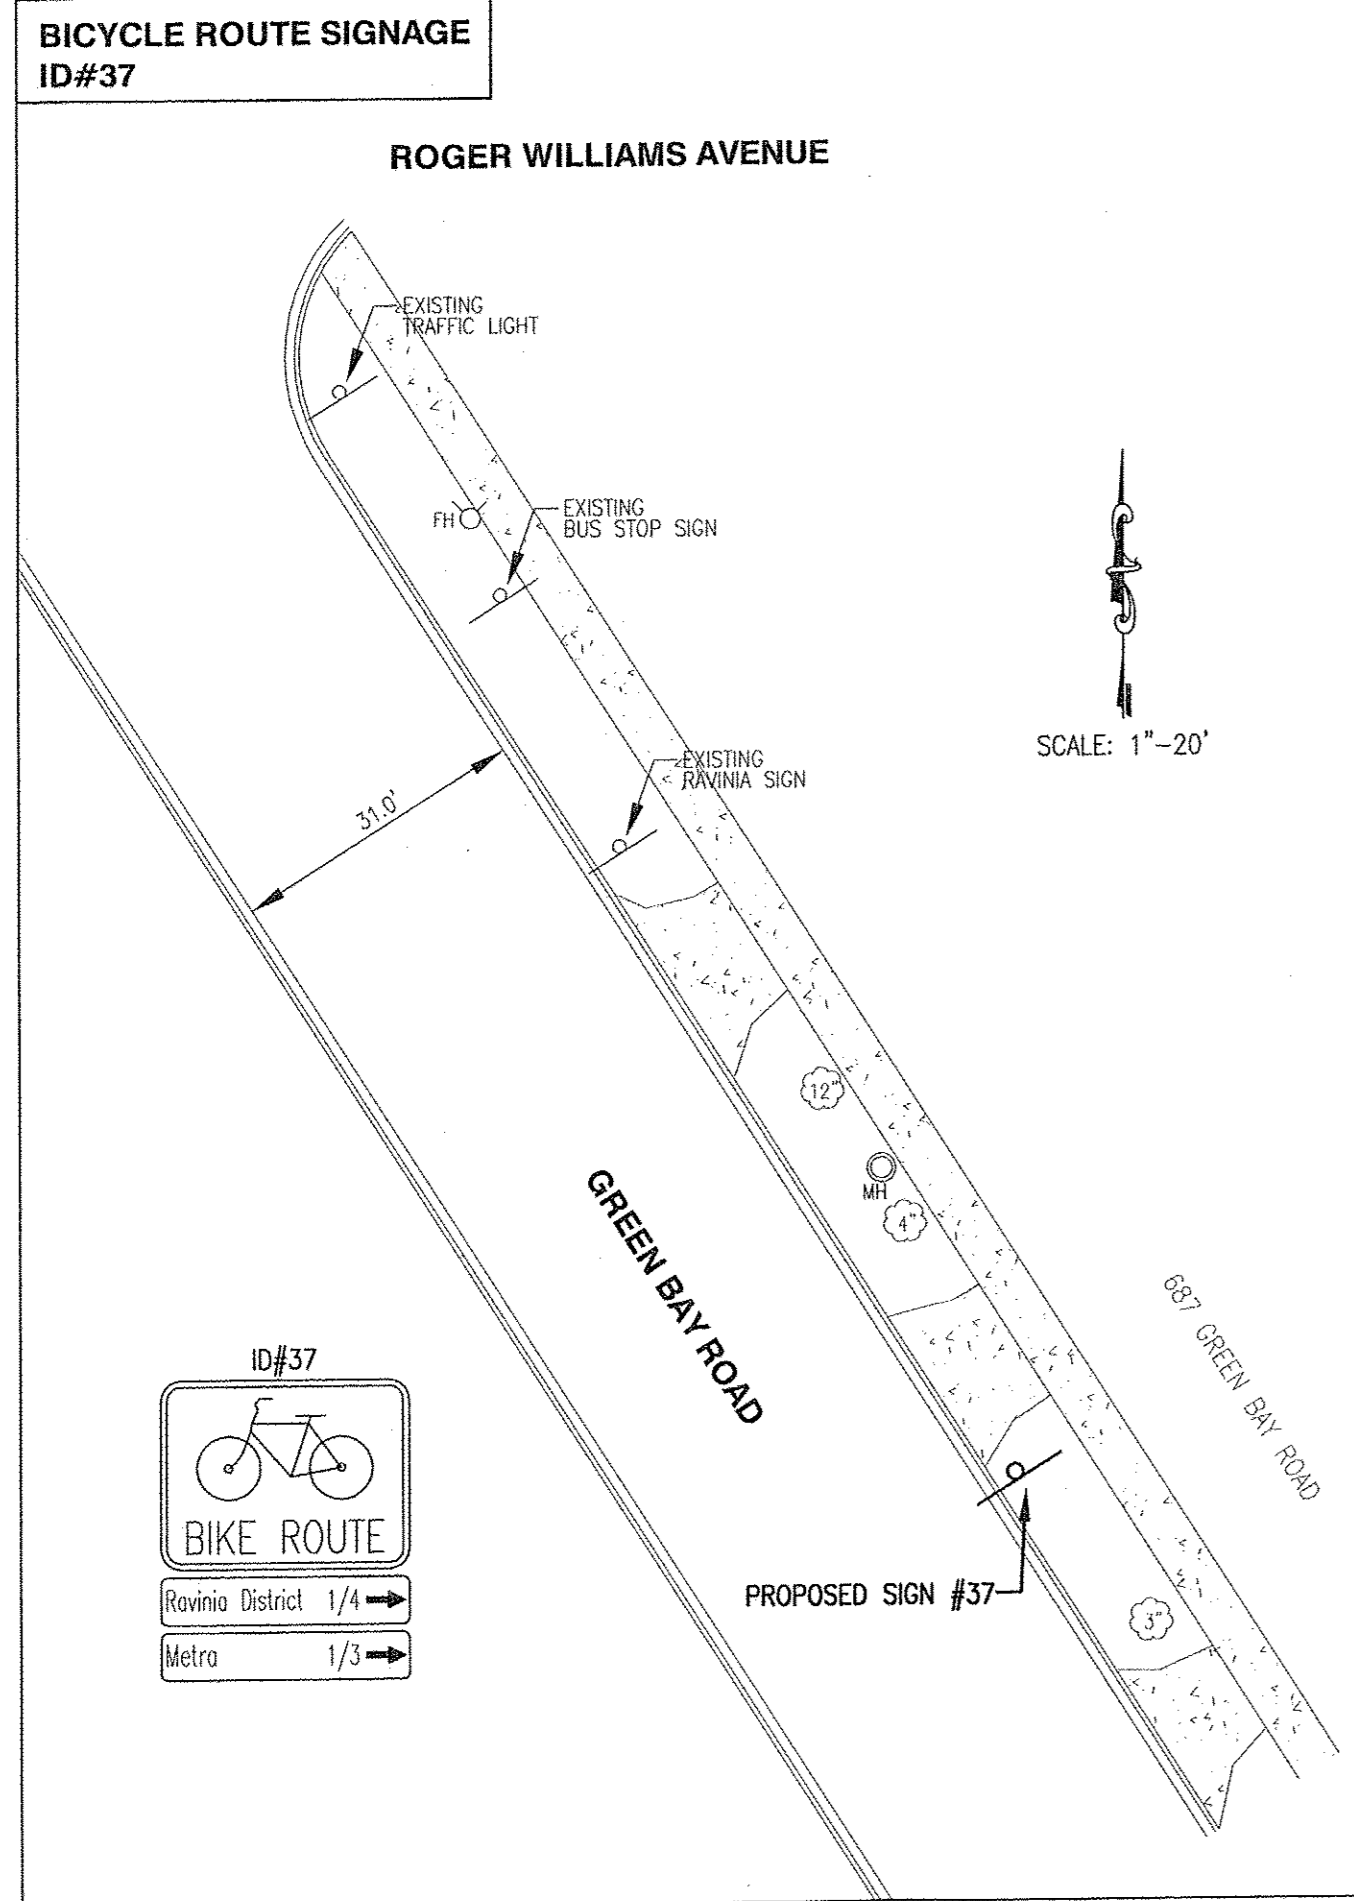 BICYCLE ROUTE SIGNAGE
ID#37
ROGER WILLIAMS AVENUE
EXISTING
TRAFFIC LIGHT
FH
EXISTING
BUS STOP SIGN
SCALE: 1"-20'
EXISTING
RAVINIA SIGN
31.0'
12"
MH
4"
GREEN BAY ROAD
687 GREEN BAY ROAD
ID#37
BIKE ROUTE
Ravinia District 1/4
Metra 1/3
PROPOSED SIGN #37
3"